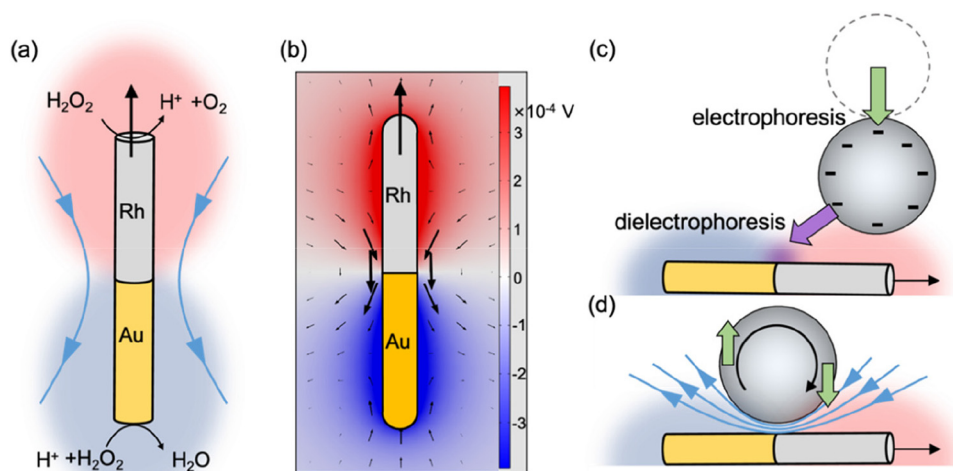 (a)
H₂O₂
H⁺ +O₂
Rh
Au
H⁺ +H₂O₂
H₂O
(b)
×10⁻⁴ V
3
2
1
0
-1
-2
-3
Rh
Au
(c)
electrophoresis
dielectrophoresis
(d)